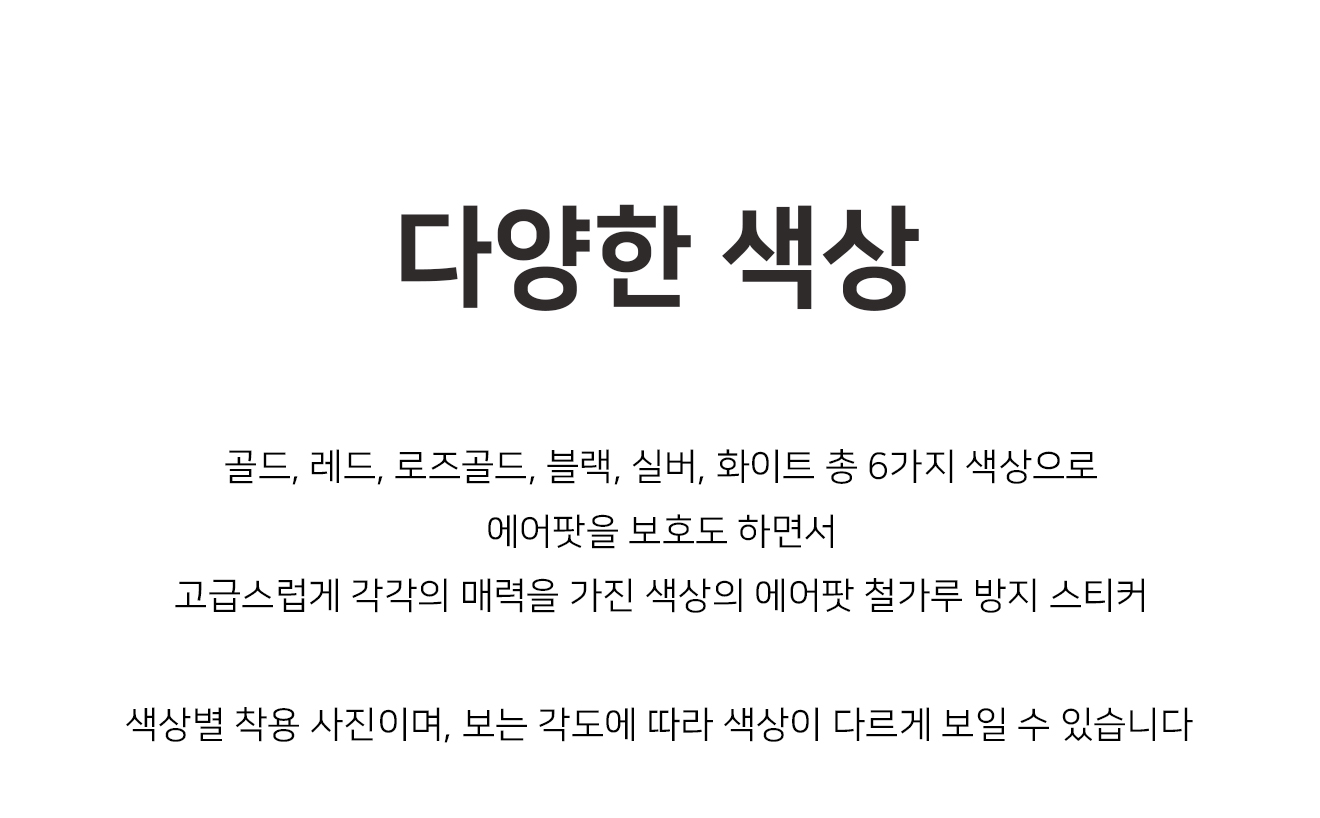 다양한 색상
골드, 레드, 로즈골드, 블랙, 실버, 화이트 총 6가지 색상으로
에어팟을 보호도 하면서
고급스럽게 각각의 매력을 가진 색상의 에어팟 철가루 방지 스티커
색상별 착용 사진이며, 보는 각도에 따라 색상이 다르게 보일 수 있습니다